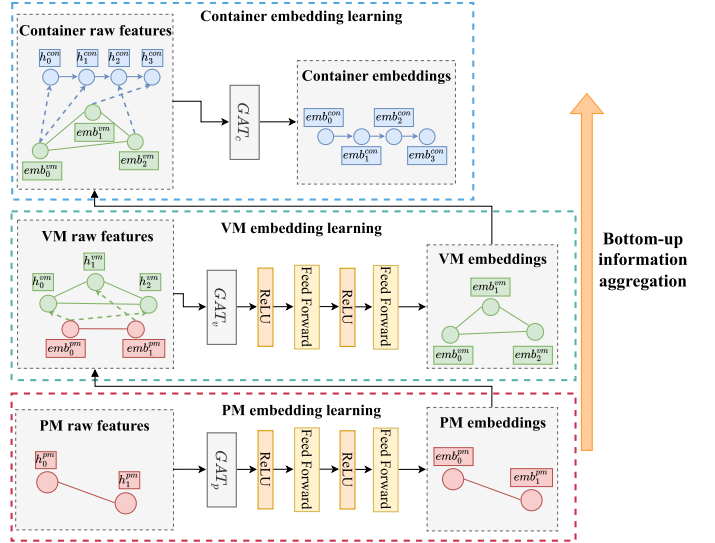 Container embedding learning
Container raw features
h_0^{con}
h_1^{con}
h_2^{con}
h_3^{con}
emb_1^{vm}
emb_0^{vm}
emb_2^{vm}
GAT_c
Container embeddings
emb_0^{con}
emb_2^{con}
emb_1^{con}
emb_3^{con}
VM embedding learning
VM raw features
h_1^{vm}
h_0^{vm}
h_2^{vm}
emb_0^{pm}
emb_1^{pm}
GAT_v
ReLU
Feed Forward
ReLU
Feed Forward
VM embeddings
emb_1^{vm}
emb_0^{vm}
emb_2^{vm}
PM embedding learning
PM raw features
h_0^{pm}
h_1^{pm}
GAT_p
ReLU
Feed Forward
ReLU
Feed Forward
PM embeddings
emb_0^{pm}
emb_1^{pm}
Bottom-up
information
aggregation